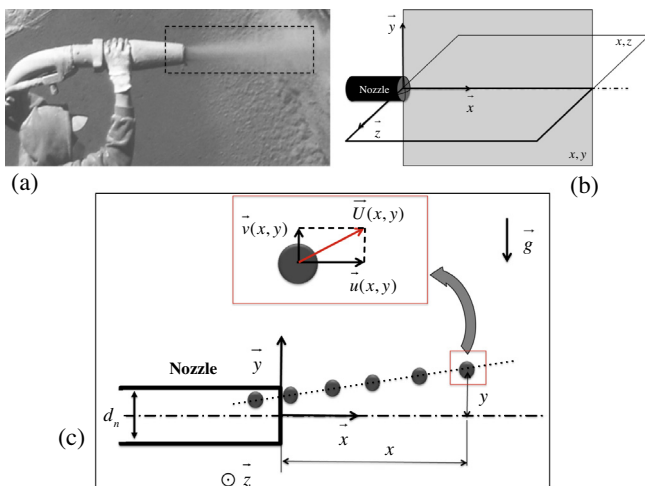 (a)
y
x, z
Nozzle
x
z
x, y
(b)
v(x, y)
U(x, y)
u(x, y)
g
Nozzle
y
d_n
x
y
x
(c)
⊙ z